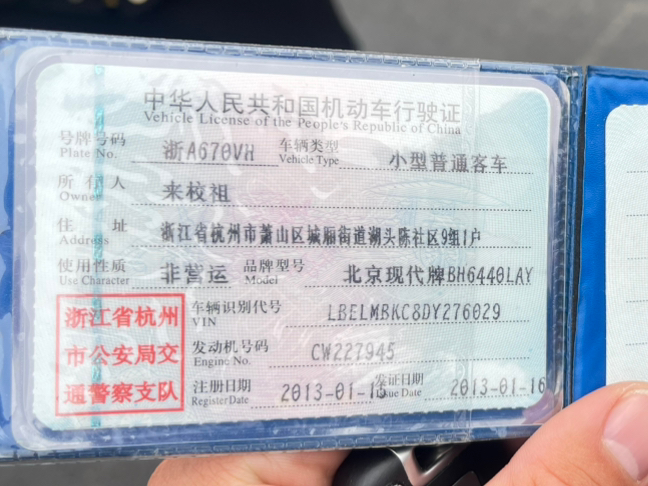 中华人民共和国机动车行驶证
Vehicle License of the People's Republic of China
号牌号码 浙A670VH 车辆类型 小型普通客车
Plate No. Vehicle Type
所有人 来校祖
Owner
住址 浙江省杭州市萧山区城厢街道湖头陈社区9组1户
Address
使用性质 非营运 品牌型号 北京现代牌BH6440LAY
Use Character Model
浙江省杭州
市公安局交
通警察支队
车辆识别代号 LBELMBKC8DY276029
VIN
发动机号码 CW227945
Engine No.
注册日期 2013-01-16 发证日期 2013-01-16
Register Date Issue Date